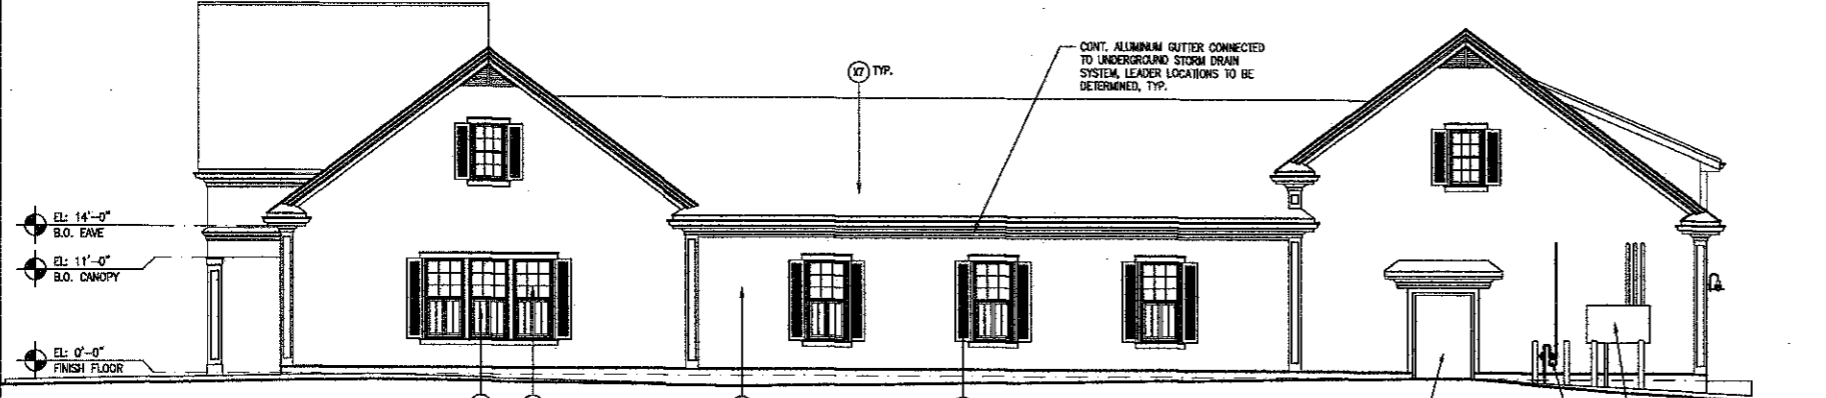 CONT. ALUMINUM GUTTER CONNECTED
TO UNDERGROUND STORM DRAIN
SYSTEM, LEADER LOCATIONS TO BE
DETERMINED, TYP.
X7 TYP.
EL: 14'-0"
B.O. EAVE
EL: 11'-0"
B.O. CANOPY
EL: 0'-0"
FINISH FLOOR